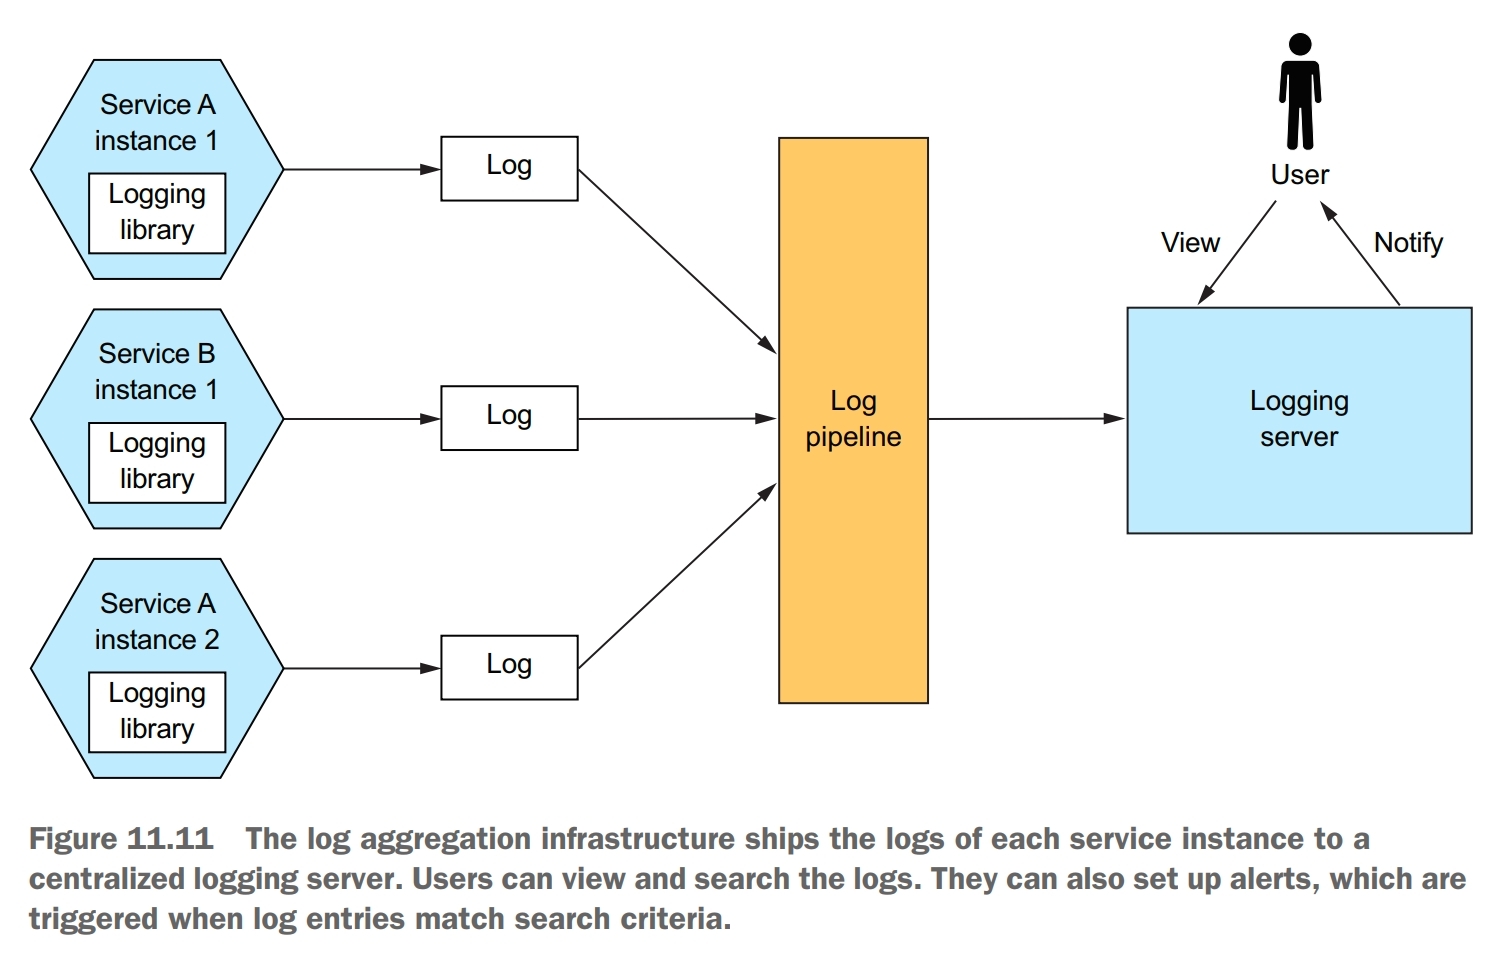 Service A
instance 1
Logging
library
Log
Service B
instance 1
Logging
library
Log
Service A
instance 2
Logging
library
Log
Log
pipeline
User
View
Notify
Logging
server
Figure 11.11 The log aggregation infrastructure ships the logs of each service instance to a
centralized logging server. Users can view and search the logs. They can also set up alerts, which are
triggered when log entries match search criteria.